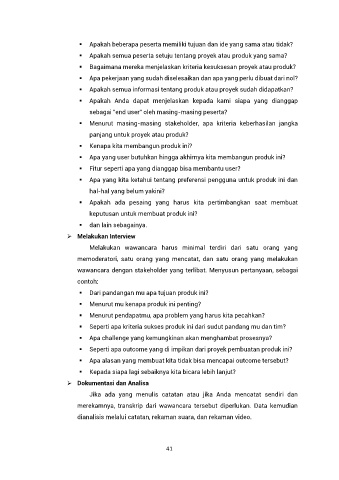 ▪ Apakah beberapa peserta memiliki tujuan dan ide yang sama atau tidak?
▪ Apakah semua peserta setuju tentang proyek atau produk yang sama?
▪ Bagaimana mereka menjelaskan kriteria kesuksesan proyek atau produk?
▪ Apa pekerjaan yang sudah diselesaikan dan apa yang perlu dibuat dari nol?
▪ Apakah semua informasi tentang produk atau proyek sudah didapatkan?
▪ Apakah Anda dapat menjelaskan kepada kami siapa yang dianggap
sebagai "end user" oleh masing-masing peserta?
▪ Menurut masing-masing stakeholder, apa kriteria keberhasilan jangka
panjang untuk proyek atau produk?
▪ Kenapa kita membangun produk ini?
▪ Apa yang user butuhkan hingga akhirnya kita membangun produk ini?
▪ Fitur seperti apa yang dianggap bisa membantu user?
▪ Apa yang kita ketahui tentang preferensi pengguna untuk produk ini dan
hal-hal yang belum yakini?
▪ Apakah ada pesaing yang harus kita pertimbangkan saat membuat
keputusan untuk membuat produk ini?
▪ dan lain sebagainya.
➢ Melakukan Interview
Melakukan wawancara harus minimal terdiri dari satu orang yang
memoderatori, satu orang yang mencatat, dan satu orang yang melakukan
wawancara dengan stakeholder yang terlibat. Menyusun pertanyaan, sebagai
contoh:
▪ Dari pandangan mu apa tujuan produk ini?
▪ Menurut mu kenapa produk ini penting?
▪ Menurut pendapatmu, apa problem yang harus kita pecahkan?
▪ Seperti apa kriteria sukses produk ini dari sudut pandang mu dan tim?
▪ Apa challenge yang kemungkinan akan menghambat prosesnya?
▪ Seperti apa outcome yang di impikan dari proyek pembuatan produk ini?
▪ Apa alasan yang membuat kita tidak bisa mencapai outcome tersebut?
▪ Kepada siapa lagi sebaiknya kita bicara lebih lanjut?
➢ Dokumentasi dan Analisa
Jika ada yang menulis catatan atau jika Anda mencatat sendiri dan
merekamnya, transkrip dari wawancara tersebut diperlukan. Data kemudian
dianalisis melalui catatan, rekaman suara, dan rekaman video.
41